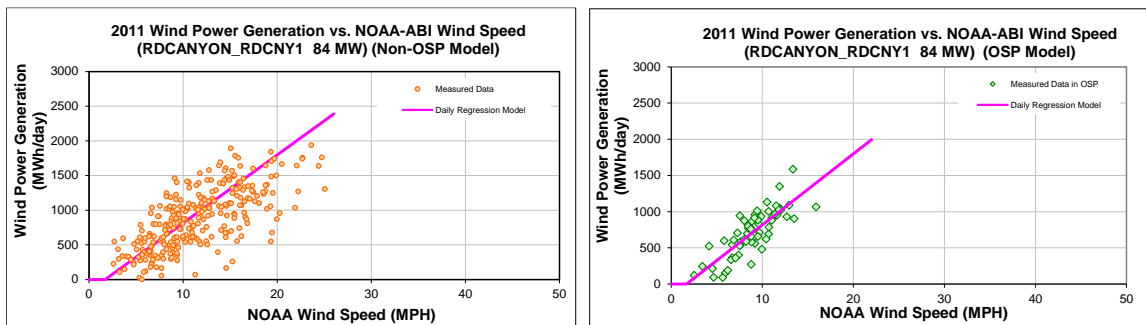 2011 Wind Power Generation vs. NOAA-ABI Wind Speed
(RDCANYON_RDCNY1 84 MW) (Non-OSP Model)
Wind Power Generation
(MWh/day)
3000
2500
2000
1500
1000
500
0
Measured Data
Daily Regression Model
0 10 20 30 40 50
NOAA Wind Speed (MPH)
2011 Wind Power Generation vs. NOAA-ABI Wind Speed
(RDCANYON_RDCNY1 84 MW) (OSP Model)
Wind Power Generation
(MWh/day)
3000
2500
2000
1500
1000
500
0
Measured Data in OSP
Daily Regression Model
0 10 20 30 40 50
NOAA Wind Speed (MPH)